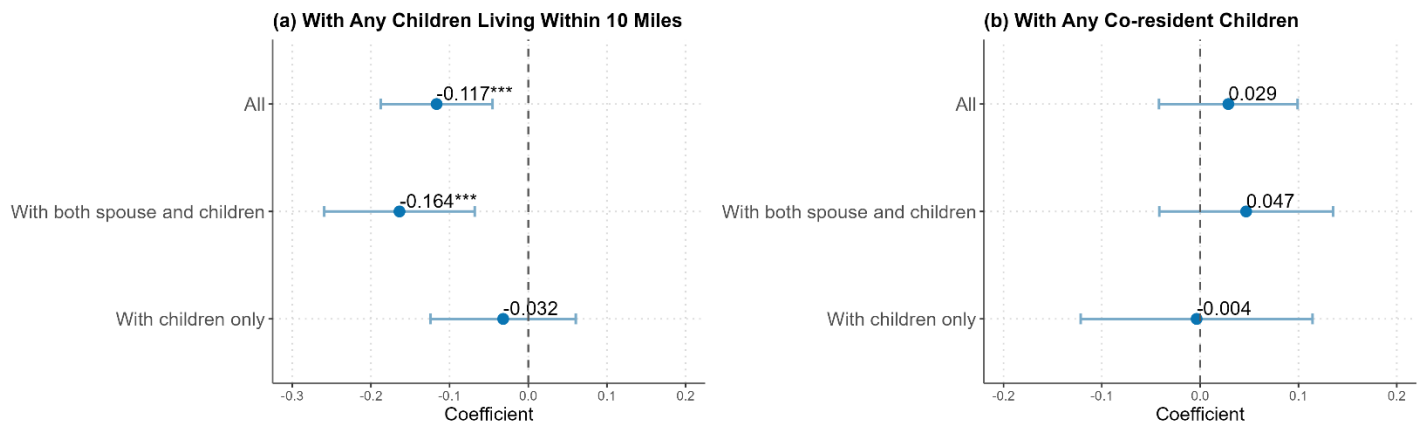 (a) With Any Children Living Within 10 Miles
All
With both spouse and children
With children only
-0.117***
-0.164***
-0.032
-0.3 -0.2 -0.1 0.0 0.1 0.2
Coefficient
(b) With Any Co-resident Children
All
With both spouse and children
With children only
0.029
0.047
-0.004
-0.2 -0.1 0.0 0.1 0.2
Coefficient